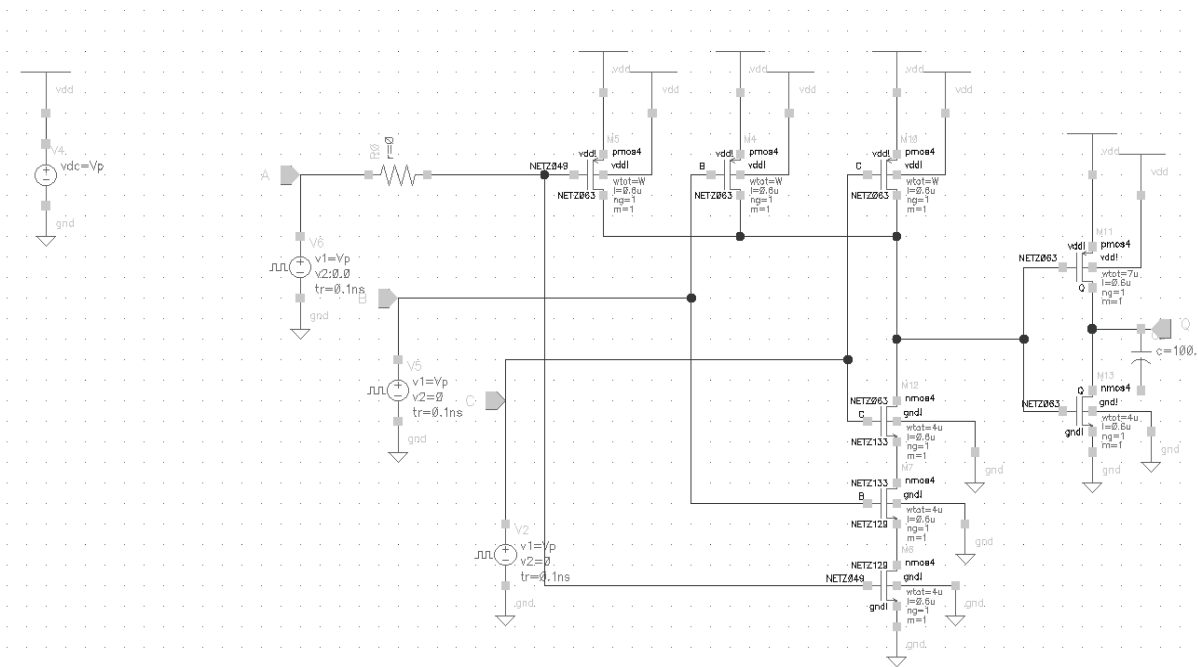 vdd
V4
vdc=Vp
gnd
A
R0
r=0
V6
v1=Vp
v2:0.0
tr=0.1ns
gnd
B
V5
v1=Vp
v2=0
tr=0.1ns
gnd
C
V2
v1=Vp
v2=0
tr=0.1ns
gnd
vdd
vdd
M5
vdd! pmos4
NETZ049 vdd!
wtot=W
NETZ063 l=0.6u
ng=1
m=1
vdd
vdd
M4
vdd! pmos4
B vdd!
wtot=W
NETZ063 l=0.6u
ng=1
m=1
vdd
vdd
M10
vdd! pmos4
C vdd!
wtot=W
NETZ063 l=0.6u
ng=1
m=1
vdd
vdd
M11
vdd! pmos4
NETZ063 vdd!
wtot=7u
Q l=0.6u
ng=1
m=1
Q
c=100.
M12
NETZ063 nmos4
C gnd!
wtot=4u
NETZ133 l=0.6u
ng=1
m=1
gnd
M7
NETZ133 nmos4
B gnd!
wtot=4u
NETZ129 l=0.6u
ng=1
m=1
gnd
M6
NETZ129 nmos4
NETZ049 gnd!
wtot=4u
gnd! l=0.6u
ng=1
m=1
gnd
gnd
M13
Q nmos4
NETZ063 gnd!
wtot=4u
gnd! l=0.6u
ng=1
m=1
gnd
gnd